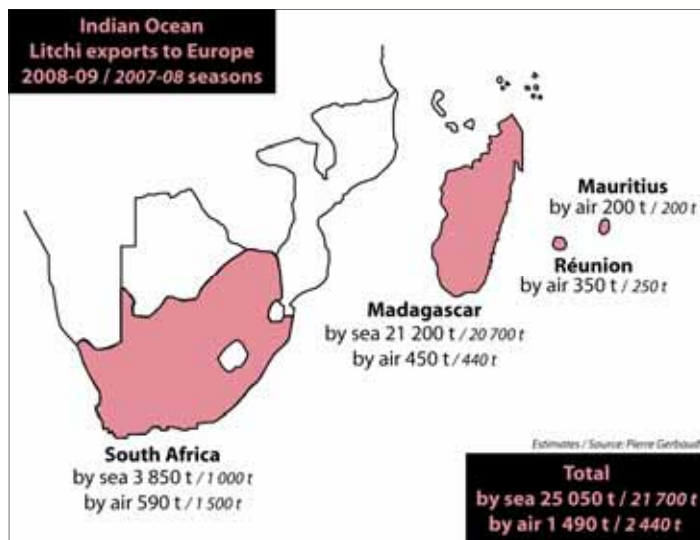 Indian Ocean
Litchi exports to Europe
2008-09 / 2007-08 seasons
Mauritius
by air 200 t / 200 t
Réunion
by air 350 t / 250 t
Madagascar
by sea 21 200 t / 20 700 t
by air 450 t / 440 t
South Africa
by sea 3 850 t / 1 000 t
by air 590 t / 1 500 t
Estimates / Source: Pierre Gerbaud
Total
by sea 25 050 t / 21 700 t
by air 1 490 t / 2 440 t